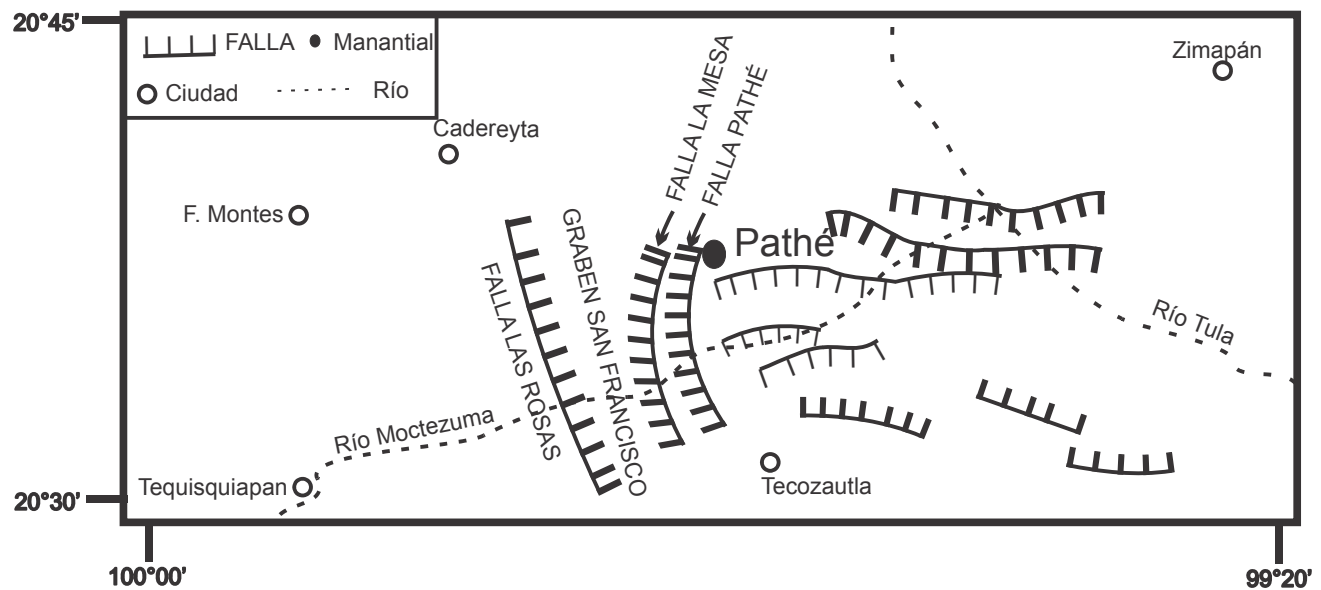 20°45'
FALLA
Manantial
Ciudad
Río
Zimapán
FALLA LA MESA
FALLA PATHÉ
Cadereyta
F. Montes
Pathé
GRABEN SAN FRANCISCO
FALLA LAS ROSAS
Río Tula
Río Moctezuma
Tequisquiapan
Tecozautla
20°30'
100°00'
99°20'